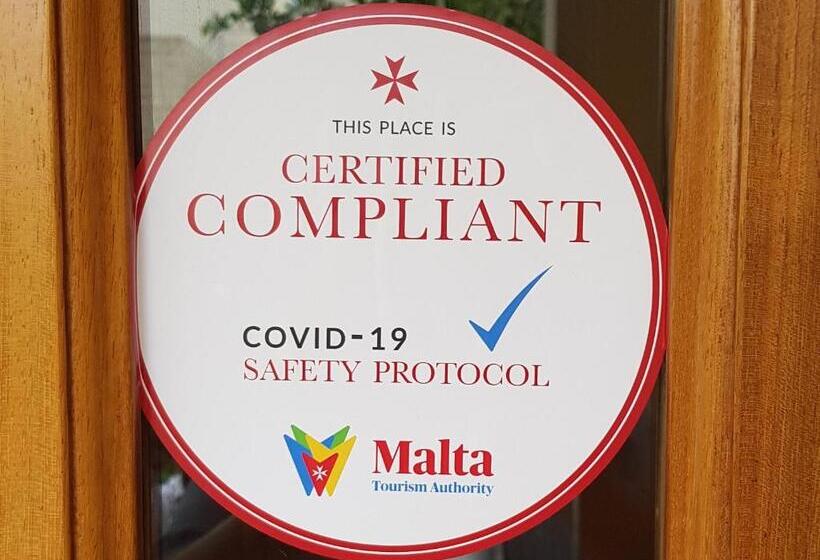 THIS PLACE IS
CERTIFIED
COMPLIANT
COVID-19
SAFETY PROTOCOL
Malta
Tourism Authority